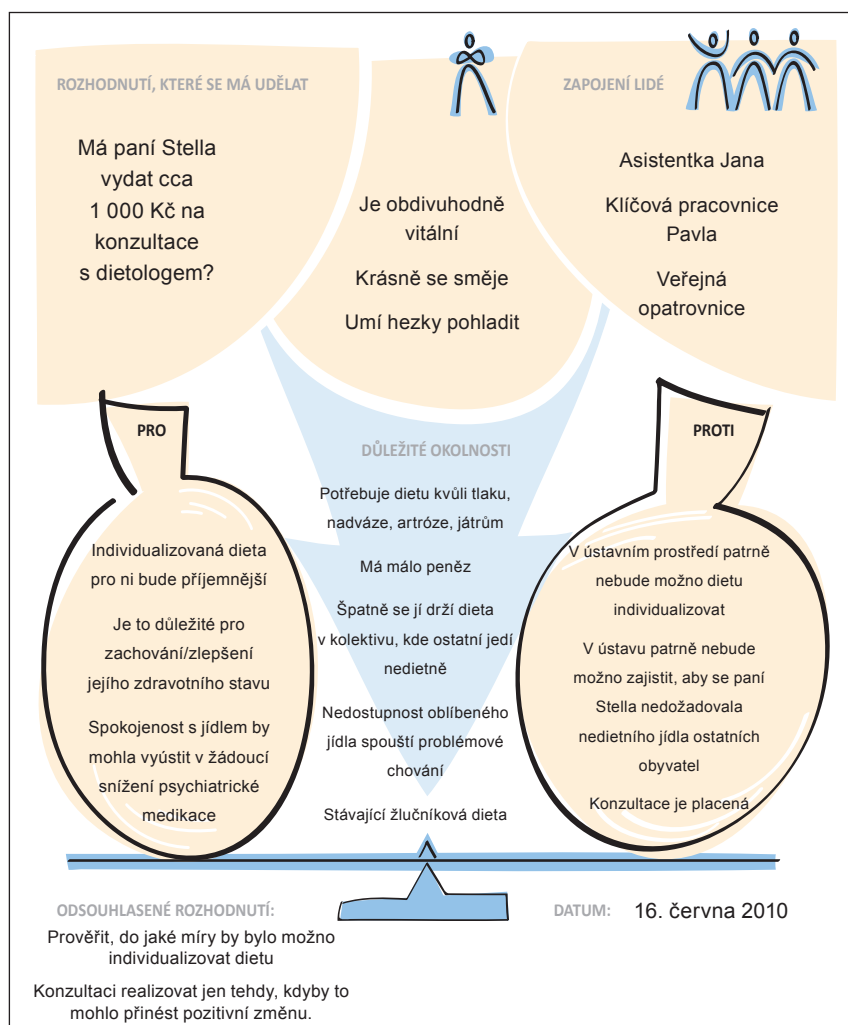 ROZHODNUTÍ, KTERÉ SE MÁ UDĚLAT
Má paní Stella
vydat cca
1 000 Kč na
konzultace
s dietologem?
Je obdivuhodně
vitální
Krásně se směje
Umí hezky pohladit
ZAPOJENÍ LIDÉ
Asistentka Jana
Klíčová pracovnice
Pavla
Veřejná
opatrovnice
PRO
Individualizovaná dieta
pro ni bude příjemnější
Je to důležité pro
zachování/zlepšení
jejího zdravotního stavu
Spokojenost s jídlem by
mohla vyústit v žádoucí
snížení psychiatrické
medikace
DŮLEŽITÉ OKOLNOSTI
Potřebuje dietu kvůli tlaku,
nadváze, artróze, játrům
Má málo peněz
Špatně se jí drží dieta
v kolektivu, kde ostatní jedí
nedietně
Nedostupnost oblíbeného
jídla spouští problémové
chování
Stávající žlučníková dieta
PROTI
V ústavním prostředí patrně
nebude možno dietu
individualizovat
V ústavu patrně nebude
možno zajistit, aby se paní
Stella nedožadovala
nedietního jídla ostatních
obyvatel
Konzultace je placená
ODSOUHLASENÉ ROZHODNUTÍ:
Prověřit, do jaké míry by bylo možno
individualizovat dietu
Konzultaci realizovat jen tehdy, kdyby to
mohlo přinést pozitivní změnu.
DATUM: 16. června 2010